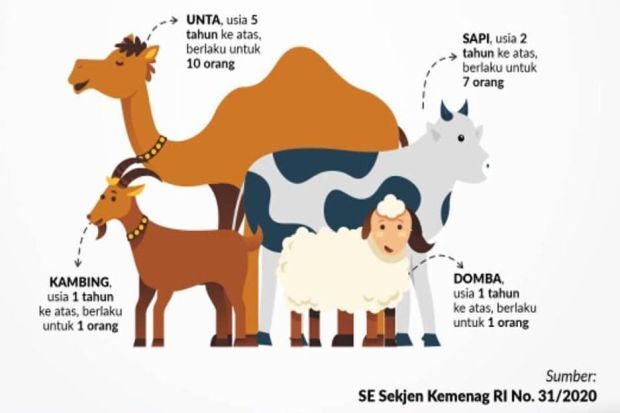 UNTA, usia 5
tahun ke atas,
berlaku untuk
10 orang
SAPI, usia 2
tahun ke atas,
berlaku untuk
7 orang
KAMBING,
usia 1 tahun
ke atas, berlaku
untuk 1 orang
DOMBA,
usia 1 tahun
ke atas, berlaku
untuk 1 orang
Sumber:
SE Sekjen Kemenag RI No. 31/2020